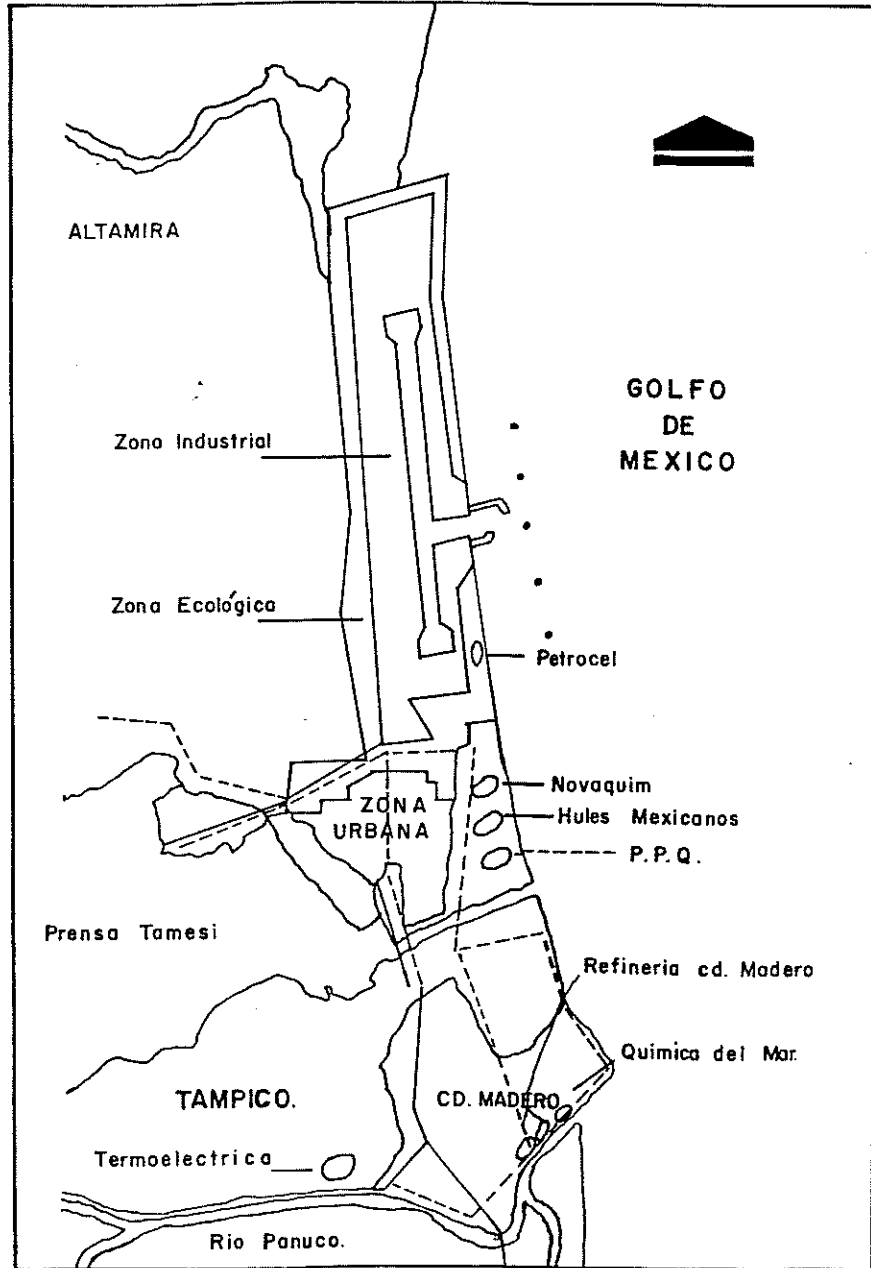 ALTAMIRA
GOLFO
DE
MEXICO
Zona Industrial
Zona Ecológica
Petrocel
Novaquim
ZONA
URBANA
Hules Mexicanos
P.P.Q.
Prensa Tamesi
Refineria cd. Madero
Quimica del Mar.
TAMPICO.
CD. MADERO
Termoelectrica
Rio Panuco.